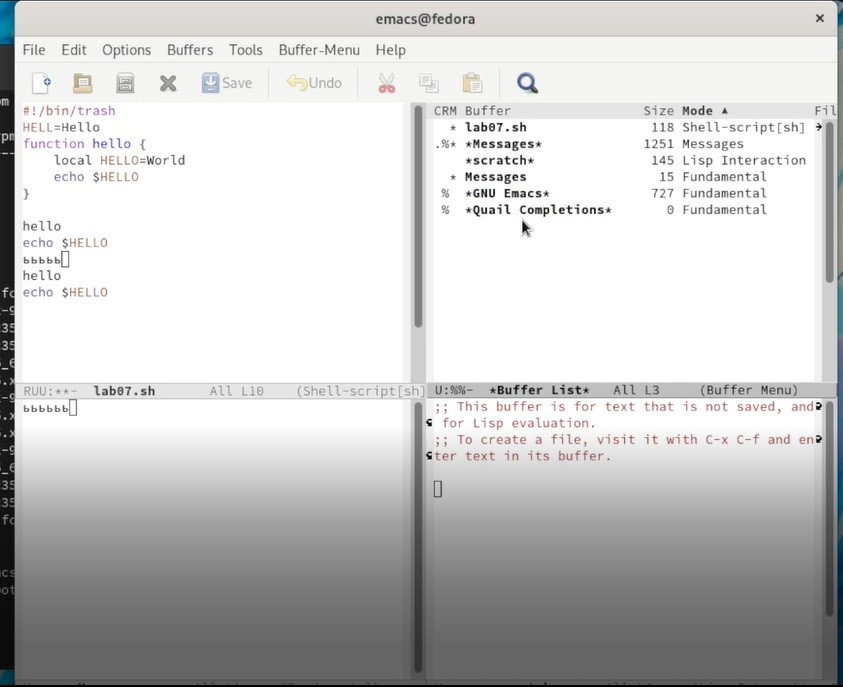 emacs@fedora
File Edit Options Buffers Tools Buffer-Menu Help
Save Undo
#!/bin/trash
HELL=Hello
function hello {
    local HELLO=World
    echo $HELLO
}
hello
echo $HELLO
ььььь
hello
echo $HELLO
RUU:**- lab07.sh All L10 (Shell-script[sh]
CRM Buffer Size Mode ▲ Fil
* lab07.sh 118 Shell-script[sh]
.%* *Messages* 1251 Messages
*scratch* 145 Lisp Interaction
* Messages 15 Fundamental
% *GNU Emacs* 727 Fundamental
% *Quail Completions* 0 Fundamental
U:%%- *Buffer List* All L3 (Buffer Menu)
ьььььь
;; This buffer is for text that is not saved, and
for Lisp evaluation.
;; To create a file, visit it with C-x C-f and en
ter text in its buffer.